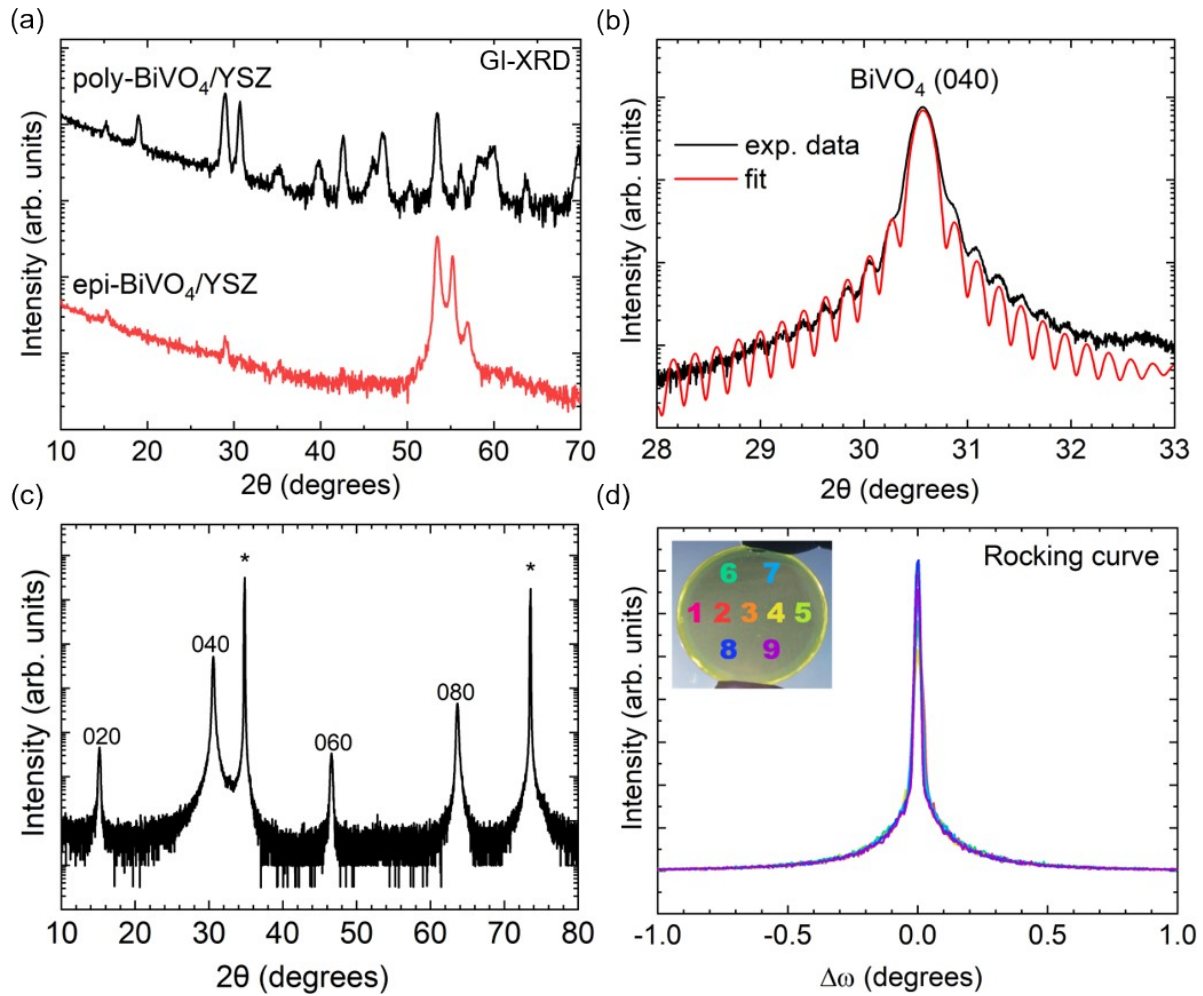 (a)
GI-XRD
poly-BiVO₄/YSZ
epi-BiVO₄/YSZ
Intensity (arb. units)
10 20 30 40 50 60 70
2θ (degrees)
(b)
BiVO₄ (040)
exp. data
fit
Intensity (arb. units)
28 29 30 31 32 33
2θ (degrees)
(c)
* *
040
080
020
060
Intensity (arb. units)
10 20 30 40 50 60 70 80
2θ (degrees)
(d)
Rocking curve
6 7
1 2 3 4 5
8 9
Intensity (arb. units)
-1.0 -0.5 0.0 0.5 1.0
Δω (degrees)